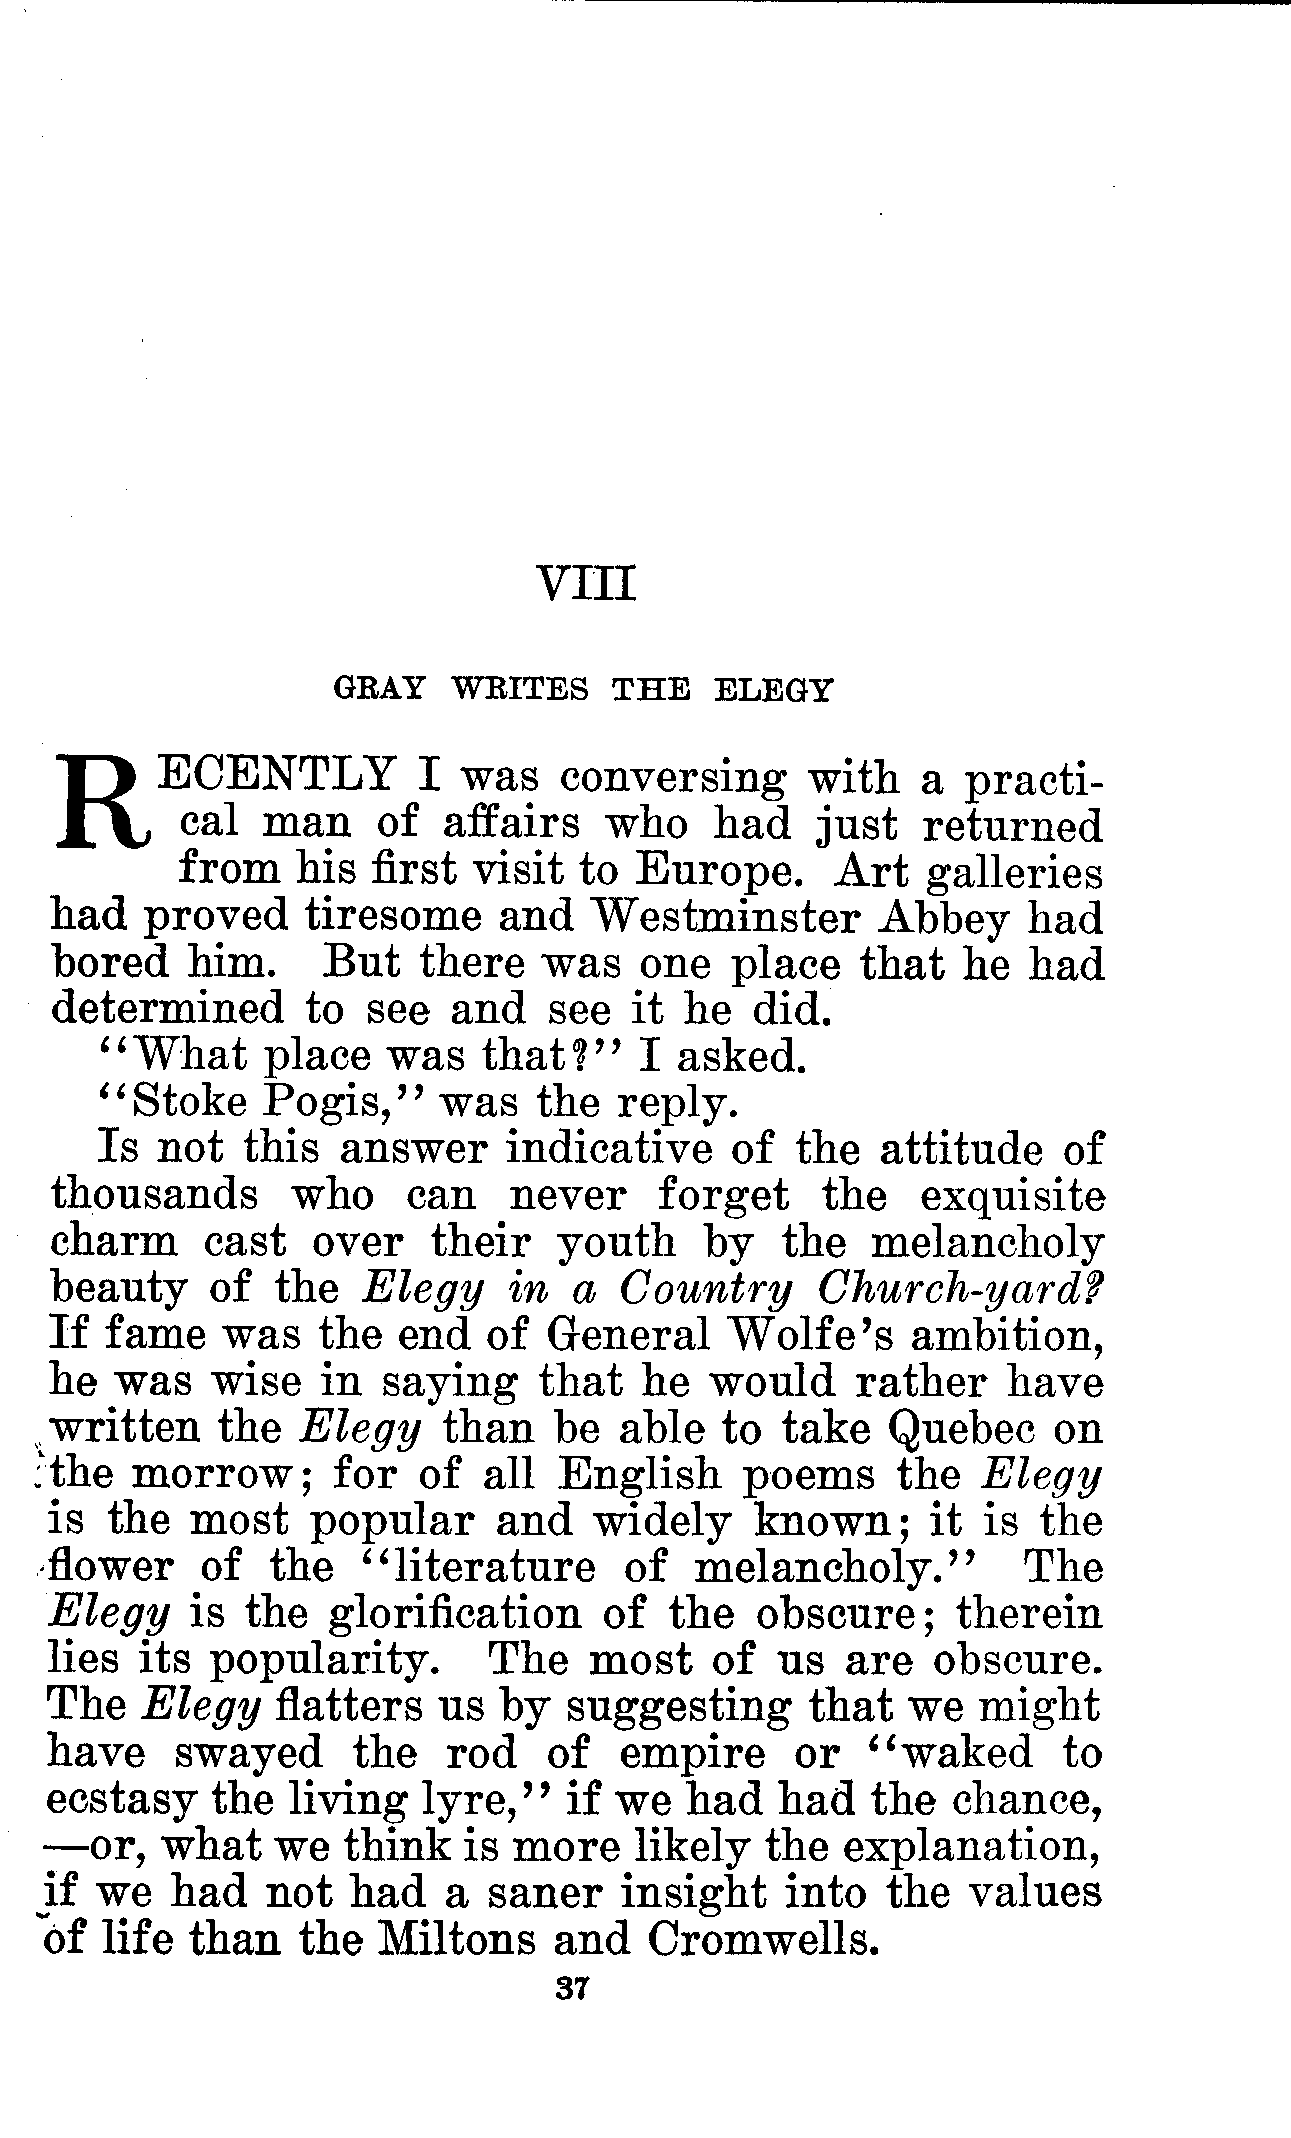 VIII
GRAY WRITES THE ELEGY
RECENTLY I was conversing with a practi-
cal man of affairs who had just returned
from his first visit to Europe. Art galleries
had proved tiresome and Westminster Abbey had
bored him. But there was one place that he had
determined to see and see it he did.
"What place was that?" I asked.
"Stoke Pogis," was the reply.
Is not this answer indicative of the attitude of
thousands who can never forget the exquisite
charm cast over their youth by the melancholy
beauty of the Elegy in a Country Church-yard?
If fame was the end of General Wolfe's ambition,
he was wise in saying that he would rather have
written the Elegy than be able to take Quebec on
the morrow; for of all English poems the Elegy
is the most popular and widely known; it is the
flower of the "literature of melancholy." The
Elegy is the glorification of the obscure; therein
lies its popularity. The most of us are obscure.
The Elegy flatters us by suggesting that we might
have swayed the rod of empire or "waked to
ecstasy the living lyre," if we had had the chance,
—or, what we think is more likely the explanation,
if we had not had a saner insight into the values
of life than the Miltons and Cromwells.
37